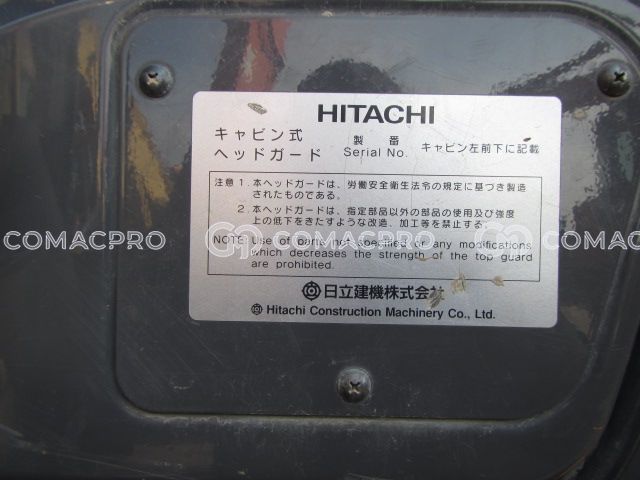 HITACHI
キャビン式
ヘッドガード
製番
Serial No.
キャビン左前下に記載
注意 1. 本ヘッドガードは、労働安全衛生法令の規定に基づき製造
されたものである。
2. 本ヘッドガードは、指定部品以外の部品の使用及び強度
上の低下をきたすような改造、加工等を禁止する。
COMACPRO COMACPRO COMACPRO
NOTE: Use of parts not specified or any modifications
which decreases the strength of the top guard
are prohibited.
日立建機株式会社
Hitachi Construction Machinery Co., Ltd.